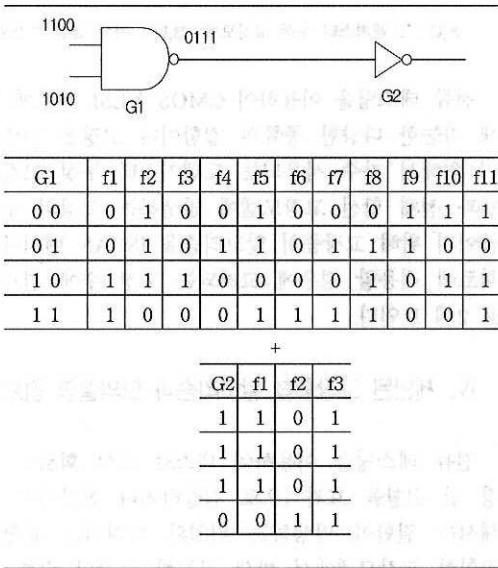 1100
0111
1010
G1
G2
G1 f1 f2 f3 f4 f5 f6 f7 f8 f9 f10 f11
0 0 0 1 0 0 1 0 0 0 0 1 1
0 1 1 1 1 1 1 0 0 1 0 0 0
1 0 1 1 1 0 0 0 0 0 0 1 1
1 1 1 0 0 0 1 1 1 1 0 0 1
+
G2 f1 f2 f3
1 1 0 1
1 1 0 1
1 1 0 1
0 0 1 1